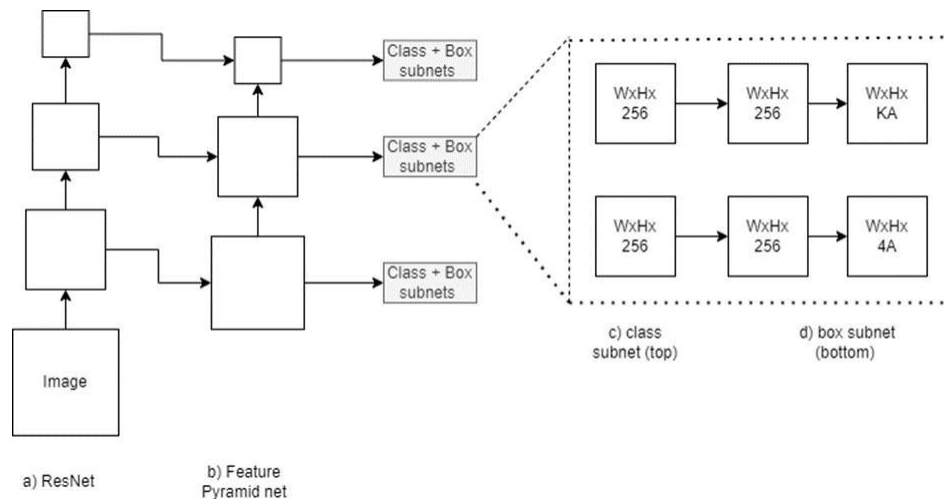 Class + Box
subnets
Class + Box
subnets
Class + Box
subnets
Image
WxHx
256
WxHx
256
WxHx
KA
WxHx
256
WxHx
256
WxHx
4A
c) class
subnet (top)
d) box subnet
(bottom)
a) ResNet
b) Feature
Pyramid net